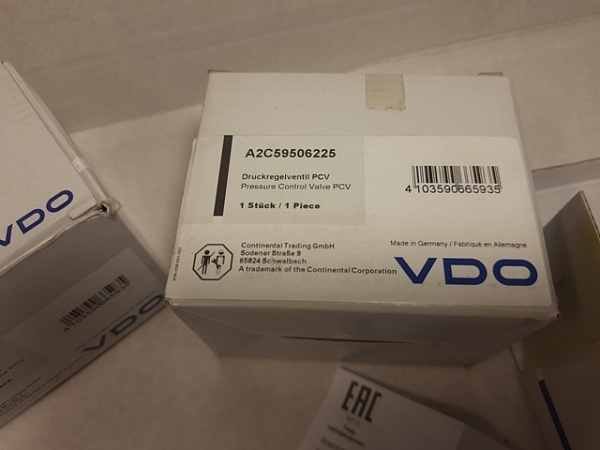 A2C59506225
Druckregelventil PCV
Pressure Control Valve PCV
1 Stück / 1 Piece
4 103590 665935
Continental Trading GmbH
Sodener Straße 9
65824 Schwalbach
A trademark of the Continental Corporation
Made in Germany / Fabriqué en Allemagne
VDO
VDO
PCV
VDO
EAC